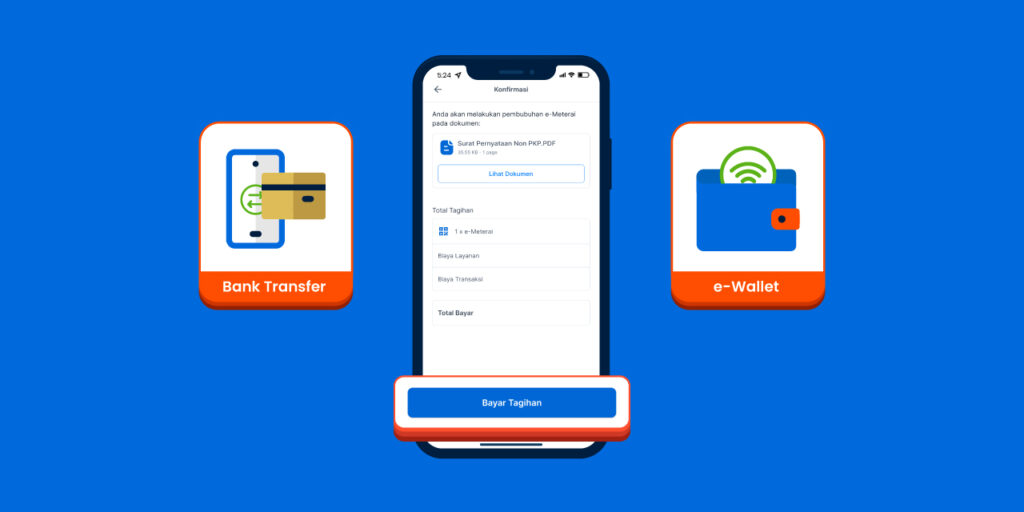 5:24
Konfirmasi
Anda akan melakukan pembubuhan e-Meterai
pada dokumen:
Surat Pernyataan Non PKP.PDF
35.55 KB · 1 page
Lihat Dokumen
Total Tagihan
1 x e-Meterai
Biaya Layanan
Biaya Transaksi
Total Bayar
Bayar Tagihan
Bank Transfer
e-Wallet